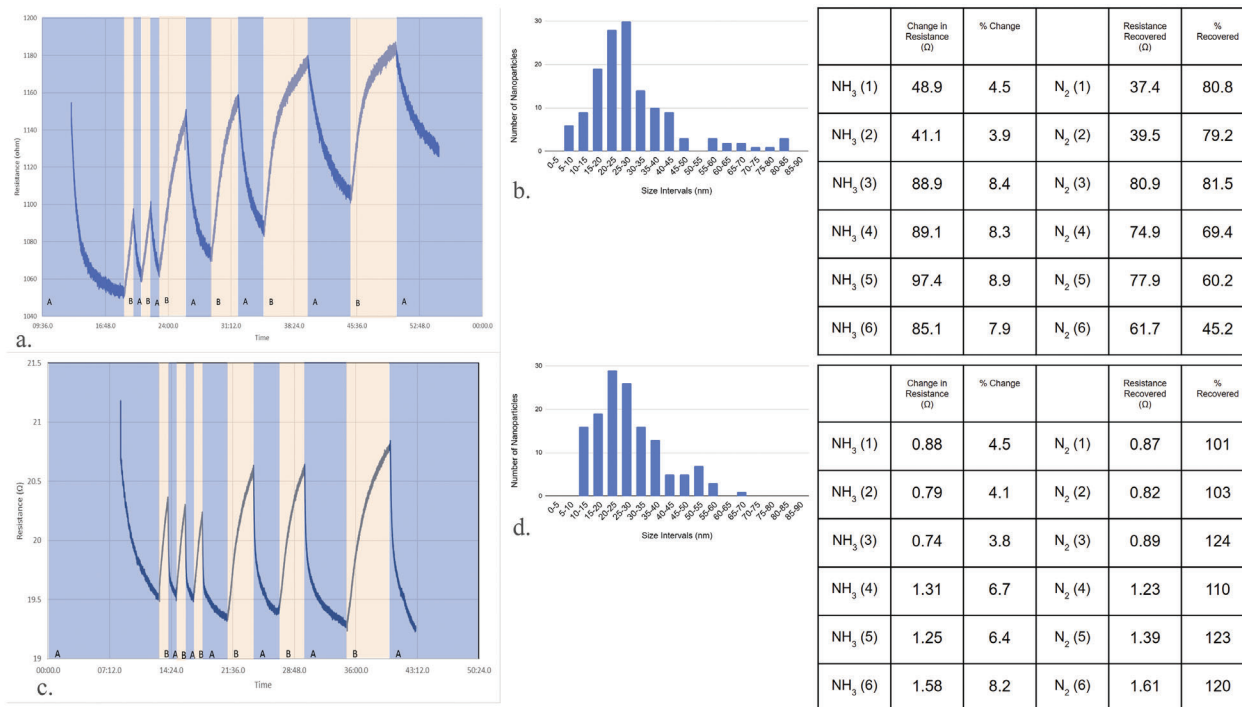 1200
1180
1160
1140
1120
1100
1080
1060
1040
Resistance (ohm)
A B A B A B A B A B A B A
09:36.0 16:48.0 24:00.0 31:12.0 38:24.0 45:36.0 52:48.0 00:00.0
Time
a.
30
20
10
0
Number of Nanoparticles
0-5 5-10 10-15 15-20 20-25 25-30 30-35 35-40 40-45 45-50 50-55 55-60 60-65 65-70 70-75 75-80 80-85 85-90
Size Intervals (nm)
b.
Change in Resistance (Ω) % Change Resistance Recovered (Ω) % Recovered
NH3 (1) 48.9 4.5 N2 (1) 37.4 80.8
NH3 (2) 41.1 3.9 N2 (2) 39.5 79.2
NH3 (3) 88.9 8.4 N2 (3) 80.9 81.5
NH3 (4) 89.1 8.3 N2 (4) 74.9 69.4
NH3 (5) 97.4 8.9 N2 (5) 77.9 60.2
NH3 (6) 85.1 7.9 N2 (6) 61.7 45.2
21.5
21
20.5
20
19.5
19
Resistance (Ω)
A B A B A B A B A B A B A
00:00.0 07:12.0 14:24.0 21:36.0 28:48.0 36:00.0 43:12.0 50:24.0
Time
c.
30
20
10
0
Number of Nanoparticles
0-5 5-10 10-15 15-20 20-25 25-30 30-35 35-40 40-45 45-50 50-55 55-60 60-65 65-70 70-75 75-80 80-85 85-90
Size Intervals (nm)
d.
Change in Resistance (Ω) % Change Resistance Recovered (Ω) % Recovered
NH3 (1) 0.88 4.5 N2 (1) 0.87 101
NH3 (2) 0.79 4.1 N2 (2) 0.82 103
NH3 (3) 0.74 3.8 N2 (3) 0.89 124
NH3 (4) 1.31 6.7 N2 (4) 1.23 110
NH3 (5) 1.25 6.4 N2 (5) 1.39 123
NH3 (6) 1.58 8.2 N2 (6) 1.61 120